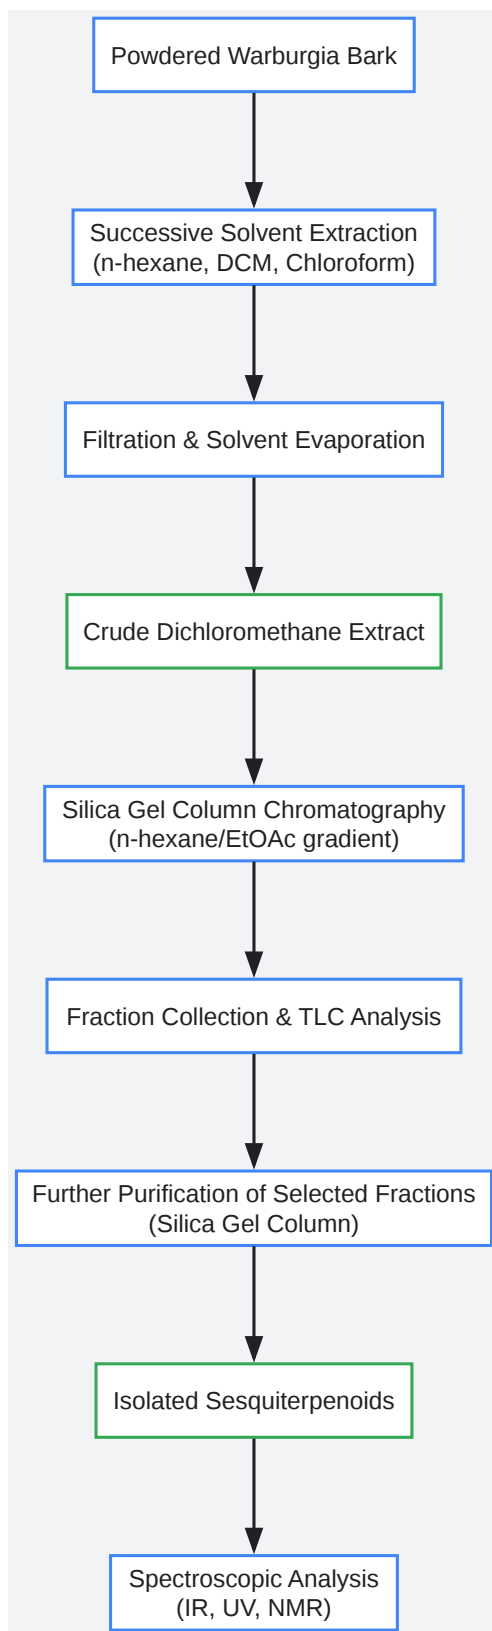 Powdered Warburgia Bark
Successive Solvent Extraction
(n-hexane, DCM, Chloroform)
Filtration & Solvent Evaporation
Crude Dichloromethane Extract
Silica Gel Column Chromatography
(n-hexane/EtOAc gradient)
Fraction Collection & TLC Analysis
Further Purification of Selected Fractions
(Silica Gel Column)
Isolated Sesquiterpenoids
Spectroscopic Analysis
(IR, UV, NMR)